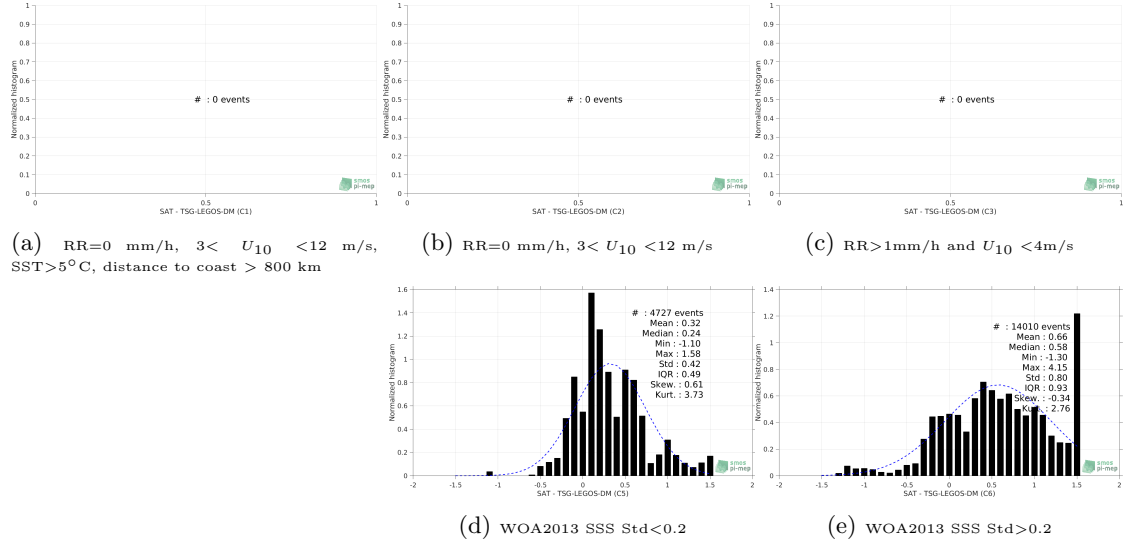 1
0.9
0.8
0.7
0.6
0.5
0.4
0.3
0.2
0.1
0
Normalized histogram
# : 0 events
smos
pi-mep
0 0.5 1
SAT - TSG-LEGOS-DM (C1)
1
0.9
0.8
0.7
0.6
0.5
0.4
0.3
0.2
0.1
0
Normalized histogram
# : 0 events
smos
pi-mep
0 0.5 1
SAT - TSG-LEGOS-DM (C2)
1
0.9
0.8
0.7
0.6
0.5
0.4
0.3
0.2
0.1
0
Normalized histogram
# : 0 events
smos
pi-mep
0 0.5 1
SAT - TSG-LEGOS-DM (C3)
(a) RR=0 mm/h, 3< U10 <12 m/s,
SST>5°C, distance to coast > 800 km
(b) RR=0 mm/h, 3< U10 <12 m/s
(c) RR>1mm/h and U10 <4m/s
1.6
1.4
1.2
1
0.8
0.6
0.4
0.2
0
Normalized histogram
# : 4727 events
Mean : 0.32
Median : 0.24
Min : -1.10
Max : 1.58
Std : 0.42
IQR : 0.49
Skew. : 0.61
Kurt. : 3.73
smos
pi-mep
-2 -1.5 -1 -0.5 0 0.5 1 1.5 2
SAT - TSG-LEGOS-DM (C5)
1.4
1.2
1
0.8
0.6
0.4
0.2
0
Normalized histogram
# : 14010 events
Mean : 0.66
Median : 0.58
Min : -1.30
Max : 4.15
Std : 0.80
IQR : 0.93
Skew. : -0.34
Kurt. : 2.76
smos
pi-mep
-2 -1.5 -1 -0.5 0 0.5 1 1.5 2
SAT - TSG-LEGOS-DM (C6)
(d) WOA2013 SSS Std<0.2
(e) WOA2013 SSS Std>0.2